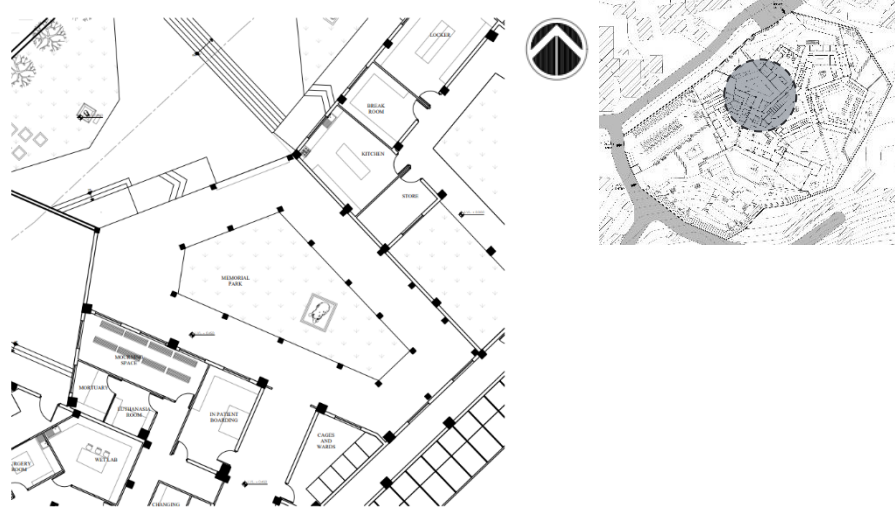 LOCKER
BREAK
ROOM
KITCHEN
STORE
MEMORIAL
PARK
MOURNING
SPACE
MORTUARY
EUTHANASIA
ROOM
IN PATIENT
BOARDING
WET LAB
ROOM
CAGES
AND
WARDS
CHANGING